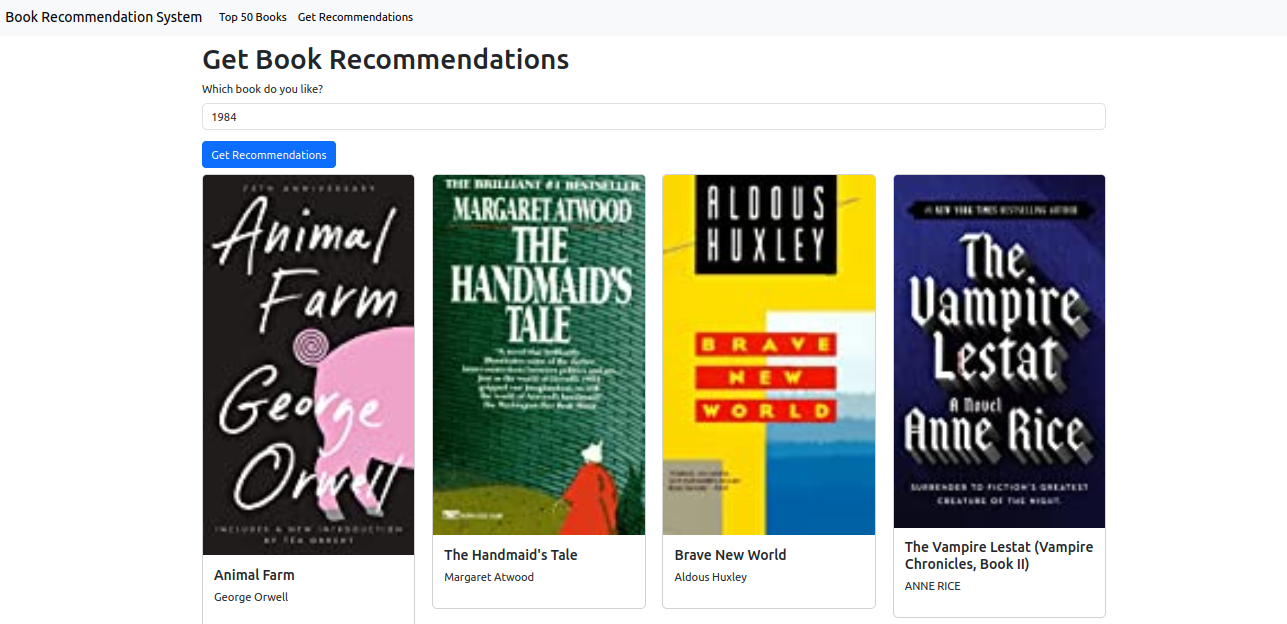 Book Recommendation System Top 50 Books Get Recommendations
Get Book Recommendations
Which book do you like?
1984
Get Recommendations
75TH ANNIVERSARY
Animal
Farm
George
Orwell
INCLUDES A NEW INTRODUCTION
BY TÉA OBREHT
Animal Farm
George Orwell
THE BRILLIANT #1 BESTSELLER
MARGARET ATWOOD
THE
HANDMAID'S
TALE
The Handmaid's Tale
Margaret Atwood
ALDOUS
HUXLEY
BRAVE
NEW
WORLD
Brave New World
Aldous Huxley
#1 NEW YORK TIMES BESTSELLING AUTHOR
The
Vampire
Lestat
A Novel
Anne Rice
SURRENDER TO FICTION'S GREATEST
CREATURE OF THE NIGHT.
The Vampire Lestat (Vampire
Chronicles, Book II)
ANNE RICE